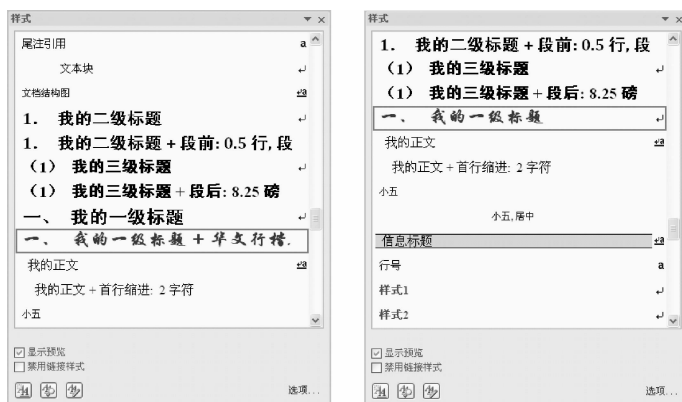 样式
尾注引用 a
文本块
文档结构图 a
1. 我的二级标题
1. 我的二级标题 + 段前: 0.5 行, 段
(1) 我的三级标题
(1) 我的三级标题 + 段后: 8.25 磅
一、 我的一级标题
一、 我的一级标题 + 华文行楷.
我的正文 a
我的正文 + 首行缩进: 2 字符
小五
显示预览
禁用链接样式
选项...
样式
1. 我的二级标题 + 段前: 0.5 行, 段
(1) 我的三级标题
(1) 我的三级标题 + 段后: 8.25 磅
一、 我的一级标题
我的正文 a
我的正文 + 首行缩进: 2 字符
小五
小五, 居中
信息标题 a
行号 a
样式1
样式2
显示预览
禁用链接样式
选项...